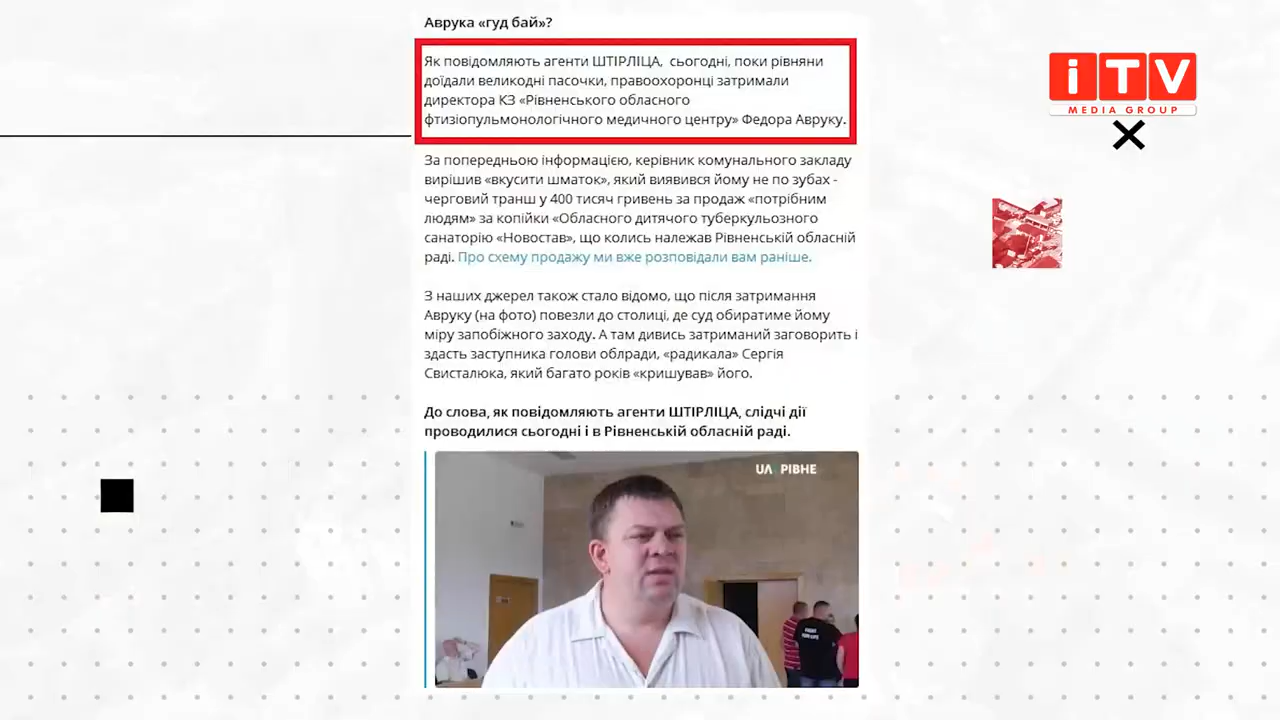 Аврука «гуд бай»?
Як повідомляють агенти ШТІРЛІЦА, сьогодні, поки рівняни
доїдали великодні пасочки, правоохоронці затримали
директора КЗ «Рівненського обласного
фтизіопульмонологічного медичного центру» Федора Авруку.
iTV
MEDIA GROUP
За попередньою інформацією, керівник комунального закладу
вирішив «вкусити шматок», який виявився йому не по зубах -
черговий транш у 400 тисяч гривень за продаж «потрібним
людям» за копійки «Обласного дитячого туберкульозного
санаторію «Новостав», що колись належав Рівненській обласній
раді. Про схему продажу ми вже розповідали вам раніше.
З наших джерел також стало відомо, що після затримання
Авруку (на фото) повезли до столиці, де суд обиратиме йому
міру запобіжного заходу. А там дивись затриманий заговорить і
здасть заступника голови облради, «радикала» Сергія
Свисталюка, який багато років «кришував» його.
До слова, як повідомляють агенти ШТІРЛІЦА, слідчі дії
проводилися сьогодні і в Рівненській обласній раді.
UA: РІВНЕ